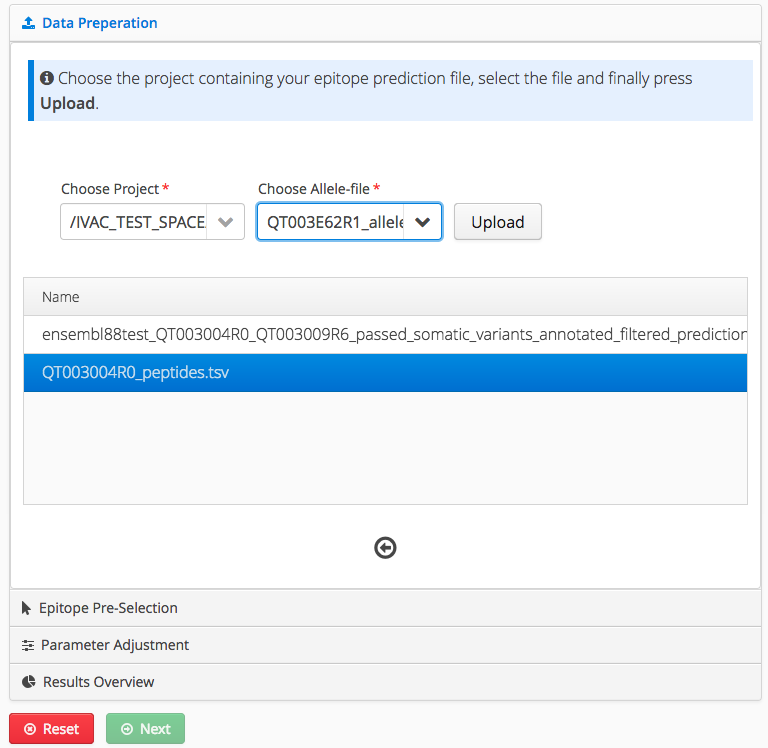 Data Preperation
Choose the project containing your epitope prediction file, select the file and finally press
Upload.
Choose Project * Choose Allele-file *
/IVAC_TEST_SPACE QT003E62R1_allele Upload
Name
ensembl88test_QT003004R0_QT003009R6_passed_somatic_variants_annotated_filtered_prediction
QT003004R0_peptides.tsv
Epitope Pre-Selection
Parameter Adjustment
Results Overview
Reset Next